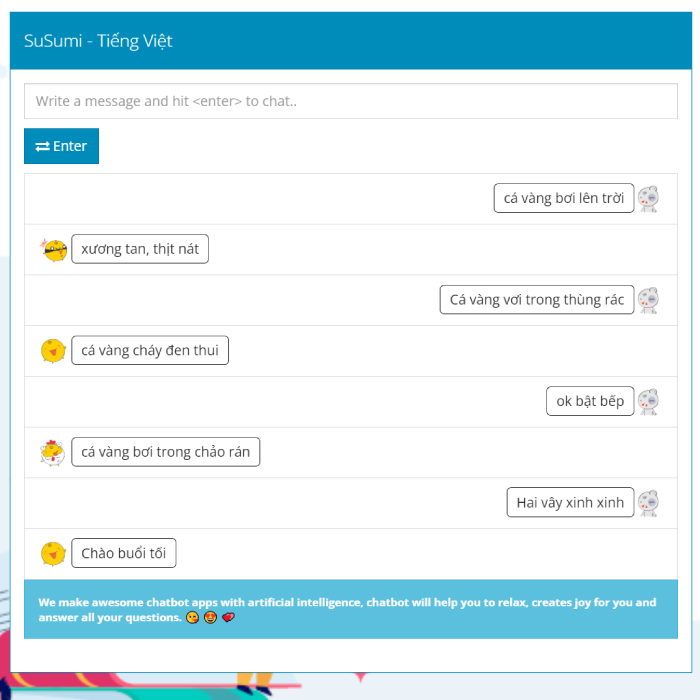 SuSumi - Tiếng Việt
Write a message and hit <enter> to chat..
Enter
cá vàng bơi lên trời
xương tan, thịt nát
Cá vàng vơi trong thùng rác
cá vàng cháy đen thui
ok bật bếp
cá vàng bơi trong chảo rán
Hai vây xinh xinh
Chào buổi tối
We make awesome chatbot apps with artificial intelligence, chatbot will help you to relax, creates joy for you and
answer all your questions. 😘 😍 💋